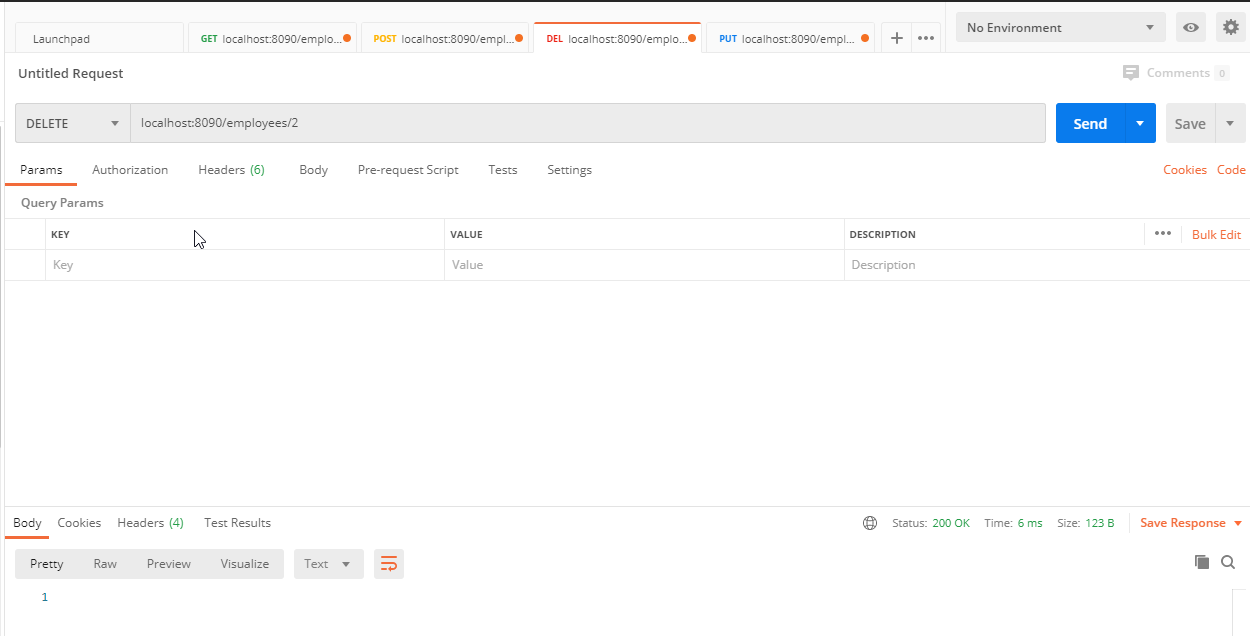 Launchpad GET localhost:8090/emplo... POST localhost:8090/empl... DEL localhost:8090/emplo... PUT localhost:8090/empl... + ••• No Environment
Untitled Request Comments 0
DELETE localhost:8090/employees/2 Send Save
Params Authorization Headers (6) Body Pre-request Script Tests Settings Cookies Code
Query Params
KEY VALUE DESCRIPTION ••• Bulk Edit
Key Value Description
Body Cookies Headers (4) Test Results Status: 200 OK Time: 6 ms Size: 123 B Save Response
Pretty Raw Preview Visualize Text
1